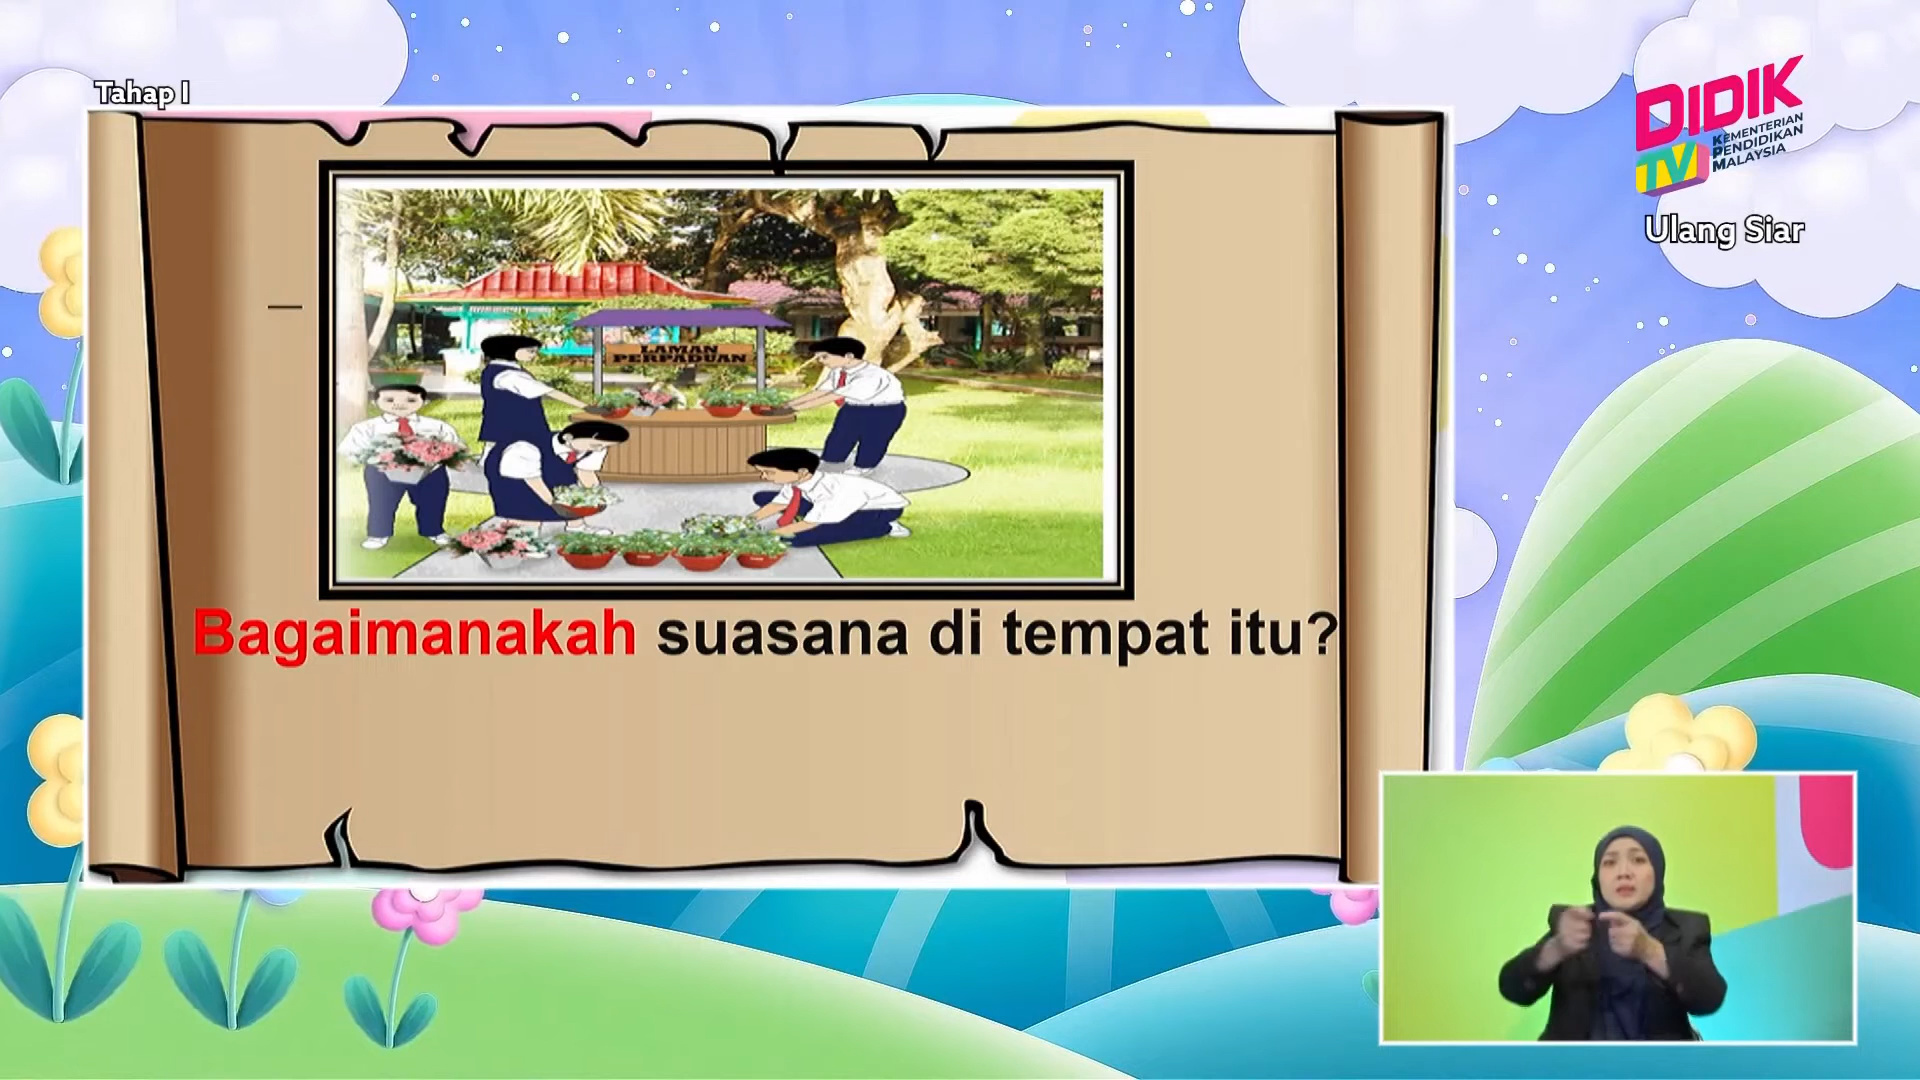 Tahap I
DIDIK
TV
KEMENTERIAN
PENDIDIKAN
MALAYSIA
Ulang Siar
LAMAN
PERPADUAN
Bagaimanakah suasana di tempat itu?